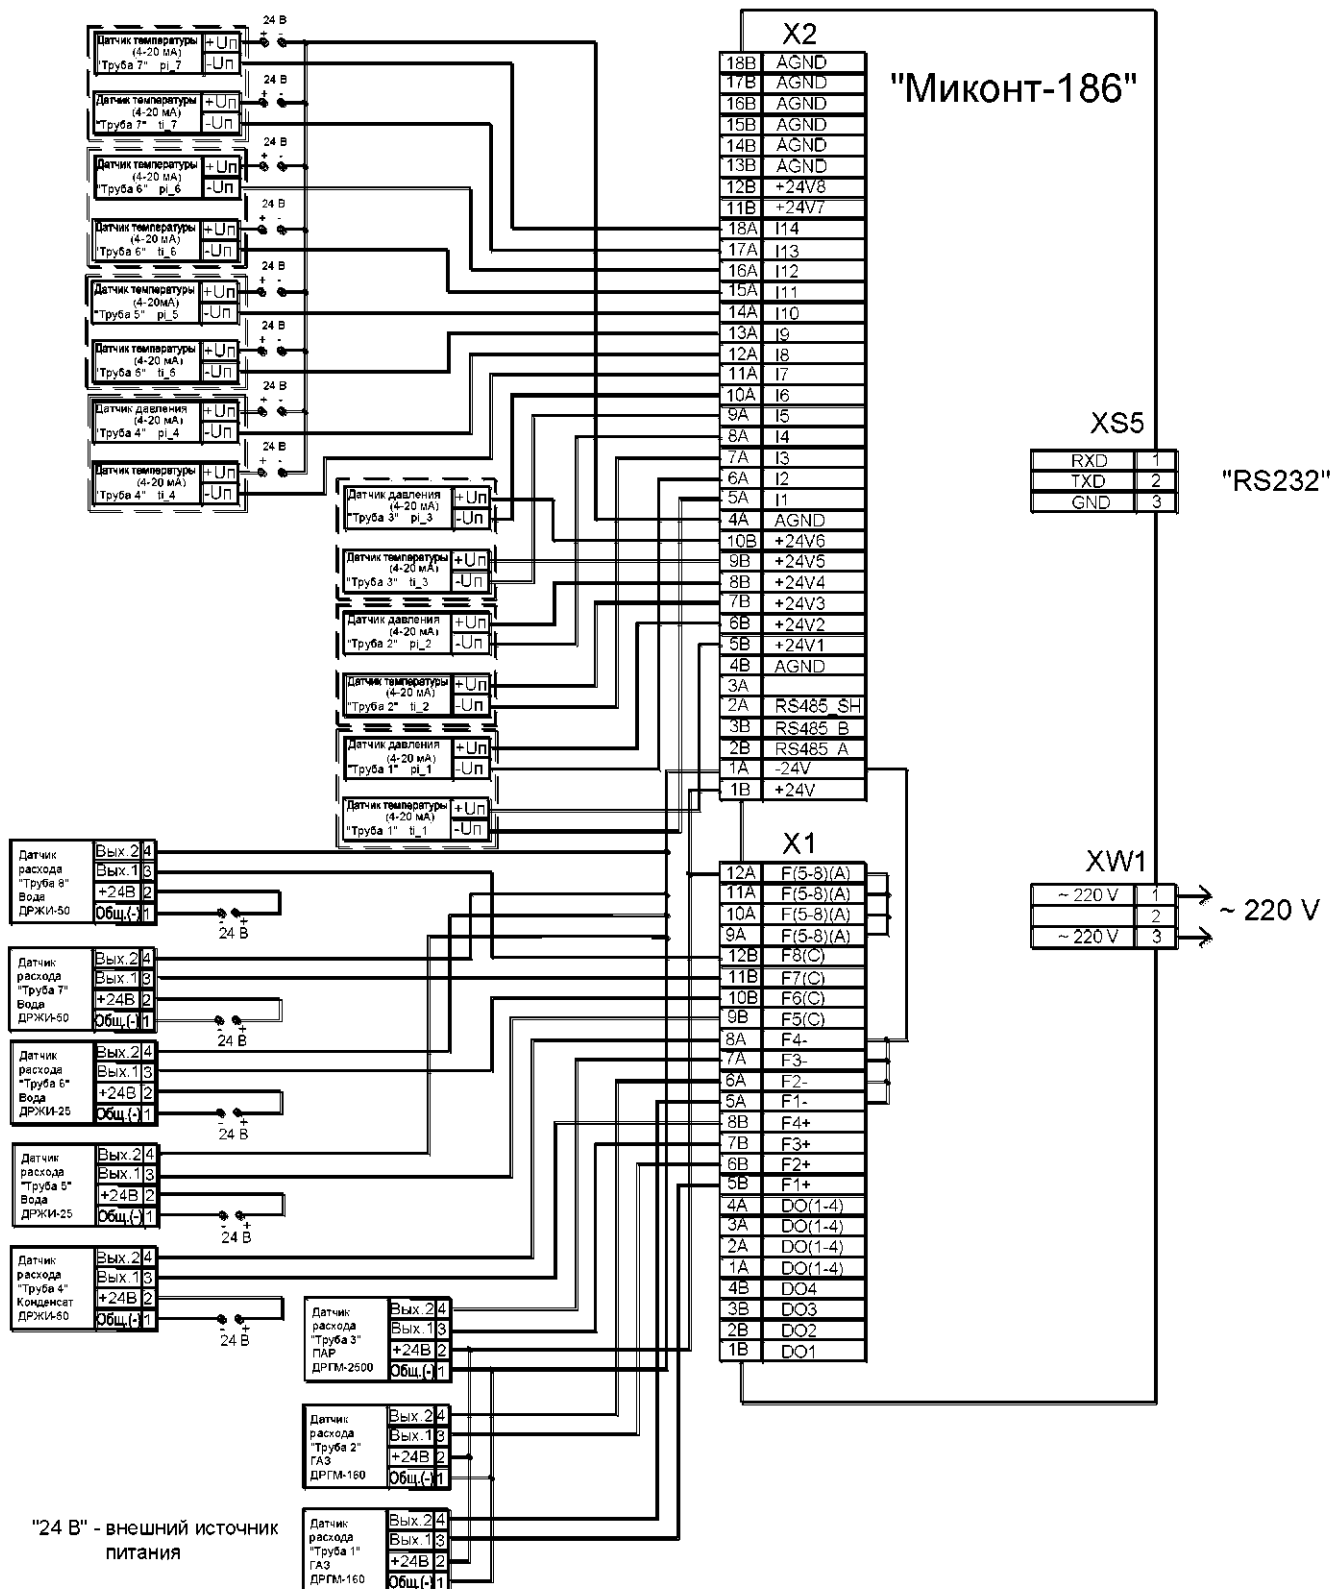 24 В
Датчик температуры +Uп + -
(4-20 мА)
"Труба 7" pi_7 -Uп
24 В
Датчик температуры +Uп + -
(4-20 мА)
"Труба 7" ti_7 -Uп
24 В
Датчик температуры +Uп + -
(4-20 мА)
"Труба 6" pi_6 -Uп
24 В
Датчик температуры +Uп + -
(4-20 мА)
"Труба 6" ti_6 -Uп
24 В
Датчик температуры +Uп + -
(4-20мА)
"Труба 5" pi_5 -Uп
24 В
Датчик температуры +Uп + -
(4-20 мА)
"Труба 5" ti_5 -Uп
24 В
Датчик давления +Uп + -
(4-20 мА)
"Труба 4" pi_4 -Uп
24 В
Датчик температуры +Uп + -
(4-20 мА)
"Труба 4" ti_4 -Uп
Датчик давления +Uп
(4-20 мА)
"Труба 3" pi_3 -Uп
Датчик температуры +Uп
(4-20 мА)
"Труба 3" ti_3 -Uп
Датчик давления +Uп
(4-20 мА)
"Труба 2" pi_2 -Uп
Датчик температуры +Uп
(4-20 мА)
"Труба 2" ti_2 -Uп
Датчик давления +Uп
(4-20 мА)
"Труба 1" pi_1 -Uп
Датчик температуры +Uп
(4-20 мА)
"Труба 1" ti_1 -Uп
X2
"Миконт-186"
18B AGND
17B AGND
16B AGND
15B AGND
14B AGND
13B AGND
12B +24V8
11B +24V7
18A I14
17A I13
16A I12
15A I11
14A I10
13A I9
12A I8
11A I7
10A I6
9A I5
8A I4
7A I3
6A I2
5A I1
4A AGND
10B +24V6
9B +24V5
8B +24V4
7B +24V3
6B +24V2
5B +24V1
4B AGND
3A
2A RS485_SH
3B RS485_B
2B RS485_A
1A -24V
1B +24V
XS5
RXD 1
TXD 2
GND 3
"RS232"
X1
12A F(5-8)(A)
11A F(5-8)(A)
10A F(5-8)(A)
9A F(5-8)(A)
12B F8(C)
11B F7(C)
10B F6(C)
9B F5(C)
8A F4-
7A F3-
6A F2-
5A F1-
8B F4+
7B F3+
6B F2+
5B F1+
4A DO(1-4)
3A DO(1-4)
2A DO(1-4)
1A DO(1-4)
4B DO4
3B DO3
2B DO2
1B DO1
XW1
~ 220 V 1
2
~ 220 V 3
~ 220 V
Датчик
расхода
"Труба 8"
Вода
ДРЖИ-50
Вых.2 4
Вых.1 3
+24В 2
Общ.(-) 1
- +
24 В
Датчик
расхода
"Труба 7"
Вода
ДРЖИ-50
Вых.2 4
Вых.1 3
+24В 2
Общ.(-) 1
- +
24 В
Датчик
расхода
"Труба 6"
Вода
ДРЖИ-25
Вых.2 4
Вых.1 3
+24В 2
Общ.(-) 1
- +
24 В
Датчик
расхода
"Труба 5"
Вода
ДРЖИ-25
Вых.2 4
Вых.1 3
+24В 2
Общ.(-) 1
- +
24 В
Датчик
расхода
"Труба 4"
Конденсат
ДРЖИ-50
Вых.2 4
Вых.1 3
+24В 2
Общ.(-) 1
- +
24 В
Датчик
расхода
"Труба 3"
ПАР
ДРГМ-2500
Вых.2 4
Вых.1 3
+24В 2
Общ.(-) 1
Датчик
расхода
"Труба 2"
ГАЗ
ДРГМ-160
Вых.2 4
Вых.1 3
+24В 2
Общ.(-) 1
Датчик
расхода
"Труба 1"
ГАЗ
ДРГМ-160
Вых.2 4
Вых.1 3
+24В 2
Общ.(-) 1
"24 В" - внешний источник
питания